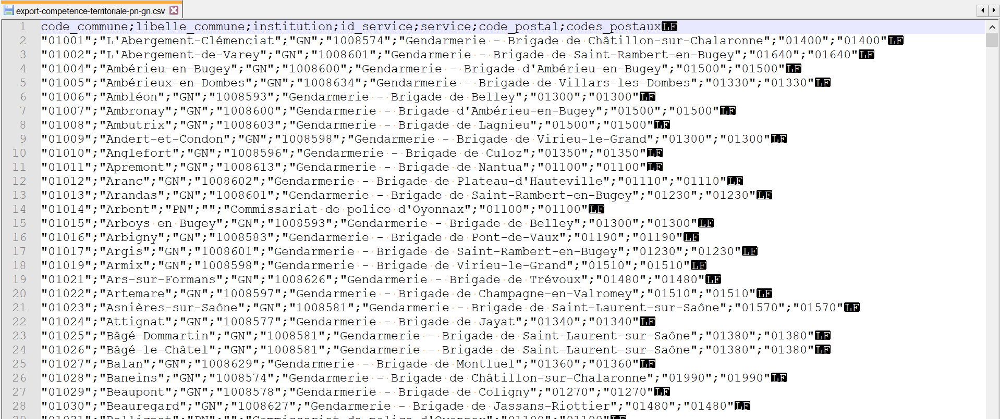 export-competence-territoriale-pn-gn.csv
1 code_commune;libelle_commune;institution;id_service;service;code_postal;codes_postauxLF
2 "01001";"L'Abergement-Clémenciat";"GN";"1008574";"Gendarmerie - Brigade de Châtillon-sur-Chalaronne";"01400";"01400"LF
3 "01002";"L'Abergement-de-Varey";"GN";"1008601";"Gendarmerie - Brigade de Saint-Rambert-en-Bugey";"01640";"01640"LF
4 "01004";"Ambérieu-en-Bugey";"GN";"1008600";"Gendarmerie - Brigade d'Ambérieu-en-Bugey";"01500";"01500"LF
5 "01005";"Ambérieux-en-Dombes";"GN";"1008634";"Gendarmerie - Brigade de Villars-les-Dombes";"01330";"01330"LF
6 "01006";"Ambléon";"GN";"1008593";"Gendarmerie - Brigade de Belley";"01300";"01300"LF
7 "01007";"Ambronay";"GN";"1008600";"Gendarmerie - Brigade d'Ambérieu-en-Bugey";"01500";"01500"LF
8 "01008";"Ambutrix";"GN";"1008603";"Gendarmerie - Brigade de Lagnieu";"01500";"01500"LF
9 "01009";"Andert-et-Condon";"GN";"1008598";"Gendarmerie - Brigade de Virieu-le-Grand";"01300";"01300"LF
10 "01010";"Anglefort";"GN";"1008596";"Gendarmerie - Brigade de Culoz";"01350";"01350"LF
11 "01011";"Apremont";"GN";"1008613";"Gendarmerie - Brigade de Nantua";"01100";"01100"LF
12 "01012";"Aranc";"GN";"1008602";"Gendarmerie - Brigade de Plateau-d'Hauteville";"01110";"01110"LF
13 "01013";"Arandas";"GN";"1008601";"Gendarmerie - Brigade de Saint-Rambert-en-Bugey";"01230";"01230"LF
14 "01014";"Arbent";"PN";"";"Commissariat de police d'Oyonnax";"01100";"01100"LF
15 "01015";"Arboys en Bugey";"GN";"1008593";"Gendarmerie - Brigade de Belley";"01300";"01300"LF
16 "01016";"Arbigny";"GN";"1008583";"Gendarmerie - Brigade de Pont-de-Vaux";"01190";"01190"LF
17 "01017";"Argis";"GN";"1008601";"Gendarmerie - Brigade de Saint-Rambert-en-Bugey";"01230";"01230"LF
18 "01019";"Armix";"GN";"1008598";"Gendarmerie - Brigade de Virieu-le-Grand";"01510";"01510"LF
19 "01021";"Ars-sur-Formans";"GN";"1008626";"Gendarmerie - Brigade de Trévoux";"01480";"01480"LF
20 "01022";"Artemare";"GN";"1008597";"Gendarmerie - Brigade de Champagne-en-Valromey";"01510";"01510"LF
21 "01023";"Asnières-sur-Saône";"GN";"1008581";"Gendarmerie - Brigade de Saint-Laurent-sur-Saône";"01570";"01570"LF
22 "01024";"Attignat";"GN";"1008577";"Gendarmerie - Brigade de Jayat";"01340";"01340"LF
23 "01025";"Bâgé-Dommartin";"GN";"1008581";"Gendarmerie - Brigade de Saint-Laurent-sur-Saône";"01380";"01380"LF
24 "01026";"Bâgé-le-Châtel";"GN";"1008581";"Gendarmerie - Brigade de Saint-Laurent-sur-Saône";"01380";"01380"LF
25 "01027";"Balan";"GN";"1008629";"Gendarmerie - Brigade de Montluel";"01360";"01360"LF
26 "01028";"Baneins";"GN";"1008574";"Gendarmerie - Brigade de Châtillon-sur-Chalaronne";"01990";"01990"LF
27 "01029";"Beaupont";"GN";"1008578";"Gendarmerie - Brigade de Coligny";"01270";"01270"LF
28 "01030";"Beauregard";"GN";"1008627";"Gendarmerie - Brigade de Jassans-Riottier";"01480";"01480"LF
29 "01031";"Bellignat";"PN";"";"Commissariat de police d'Oyonnax";"01100";"01100"LF